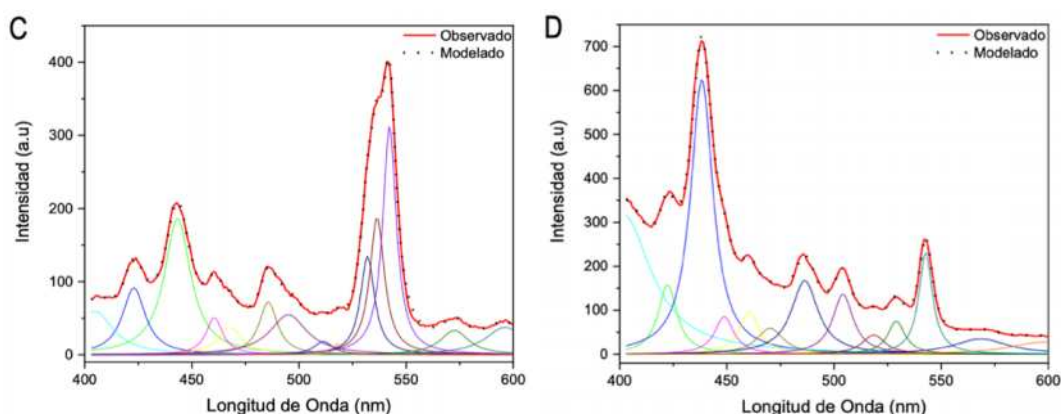 C
Observado
Modelado
400
300
200
100
0
Intensidad (a.u)
400 450 500 550 600
Longitud de Onda (nm)
D
Observado
Modelado
700
600
500
400
300
200
100
0
Intensidad (a.u)
400 450 500 550 600
Longitud de Onda (nm)